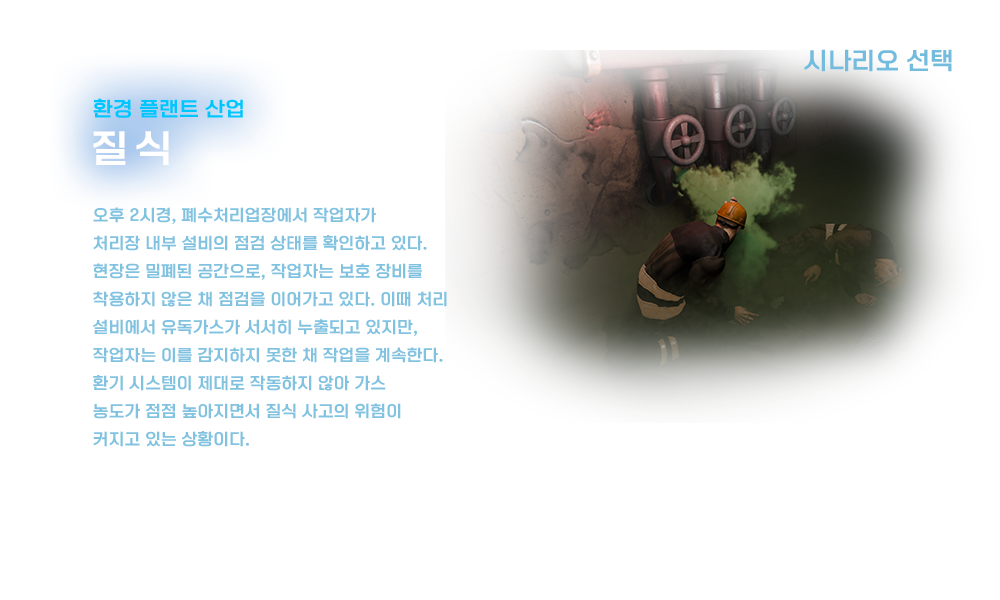 시나리오 선택
환경 플랜트 산업
질식
오후 2시경, 폐수처리업장에서 작업자가
처리장 내부 설비의 점검 상태를 확인하고 있다.
현장은 밀폐된 공간으로, 작업자는 보호 장비를
착용하지 않은 채 점검을 이어가고 있다. 이때 처리
설비에서 유독가스가 서서히 누출되고 있지만,
작업자는 이를 감지하지 못한 채 작업을 계속한다.
환기 시스템이 제대로 작동하지 않아 가스
농도가 점점 높아지면서 질식 사고의 위험이
커지고 있는 상황이다.